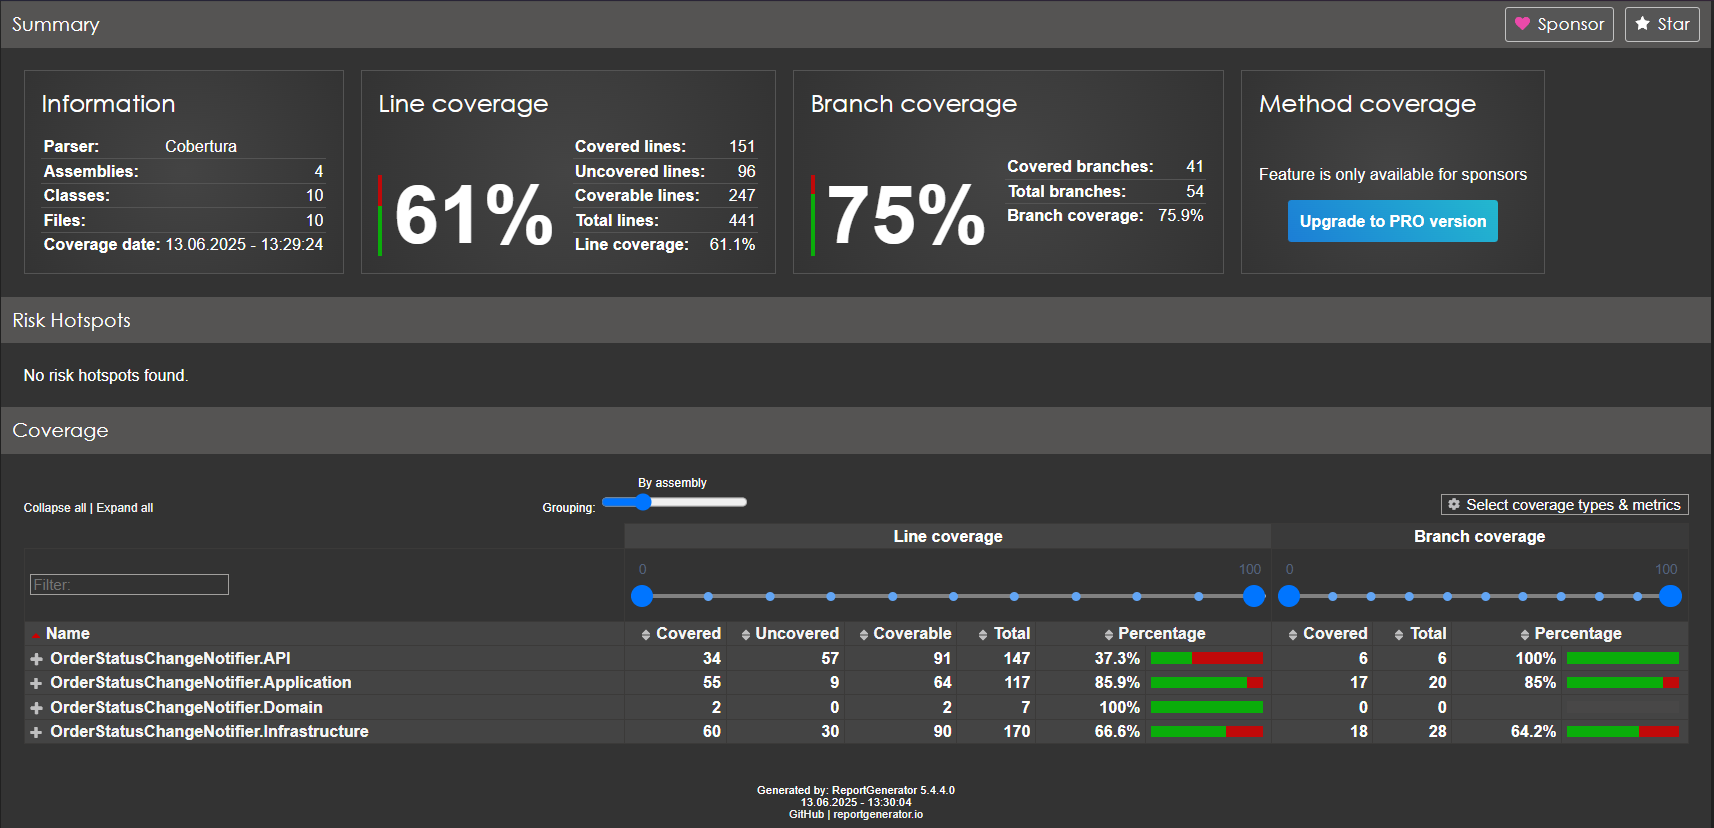 Summary
Sponsor
Star
Information
Parser: Cobertura
Assemblies: 4
Classes: 10
Files: 10
Coverage date: 13.06.2025 - 13:29:24
Line coverage
61%
Covered lines: 151
Uncovered lines: 96
Coverable lines: 247
Total lines: 441
Line coverage: 61.1%
Branch coverage
75%
Covered branches: 41
Total branches: 54
Branch coverage: 75.9%
Method coverage
Feature is only available for sponsors
Upgrade to PRO version
Risk Hotspots
No risk hotspots found.
Coverage
Collapse all | Expand all
By assembly
Grouping:
Select coverage types & metrics
Line coverage Branch coverage
Filter:
0 100 0 100
Name Covered Uncovered Coverable Total Percentage Covered Total Percentage
OrderStatusChangeNotifier.API 34 57 91 147 37.3% 6 6 100%
OrderStatusChangeNotifier.Application 55 9 64 117 85.9% 17 20 85%
OrderStatusChangeNotifier.Domain 2 0 2 7 100% 0 0
OrderStatusChangeNotifier.Infrastructure 60 30 90 170 66.6% 18 28 64.2%
Generated by: ReportGenerator 5.4.4.0
13.06.2025 - 13:30:04
GitHub | reportgenerator.io